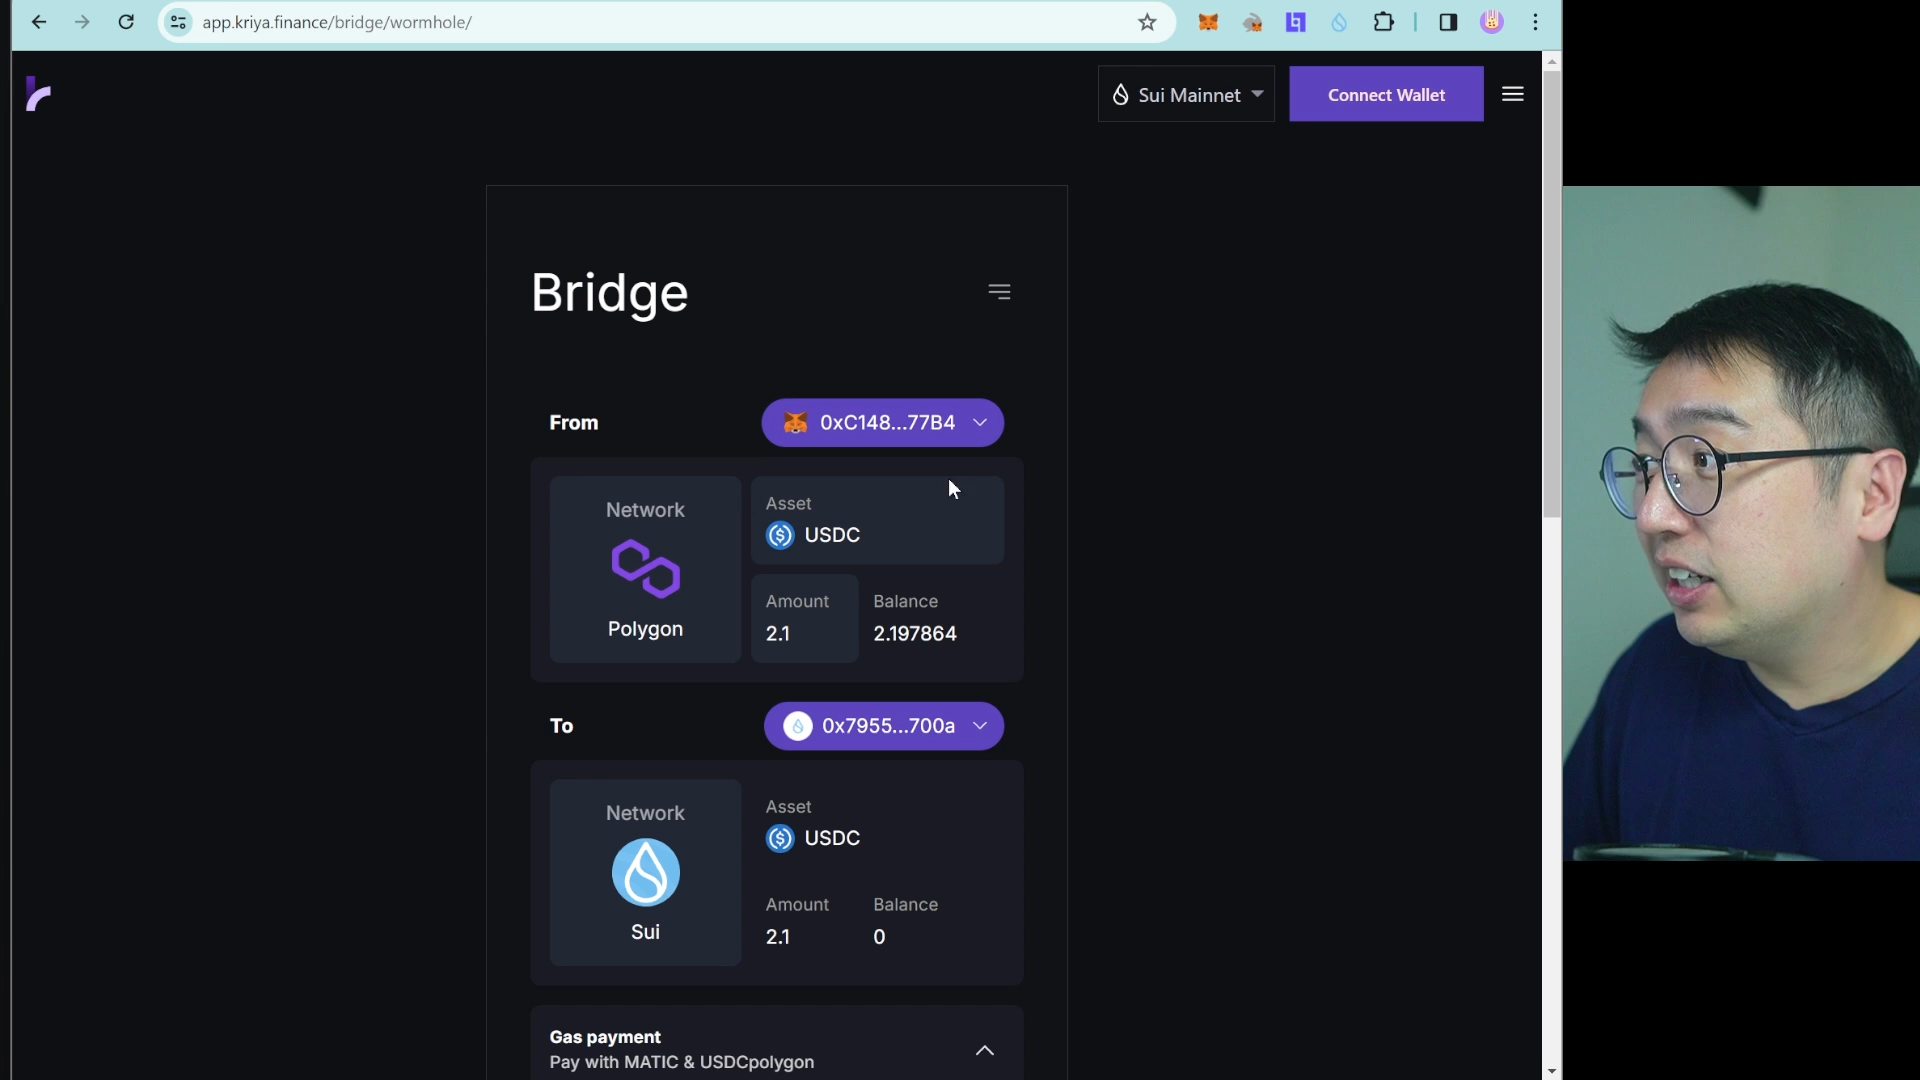 app.kriya.finance/bridge/wormhole/
Sui Mainnet
Connect Wallet
Bridge
From
0xC148...77B4
Network
Polygon
Asset
USDC
Amount
2.1
Balance
2.197864
To
0x7955...700a
Network
Sui
Asset
USDC
Amount
2.1
Balance
0
Gas payment
Pay with MATIC & USDCpolygon